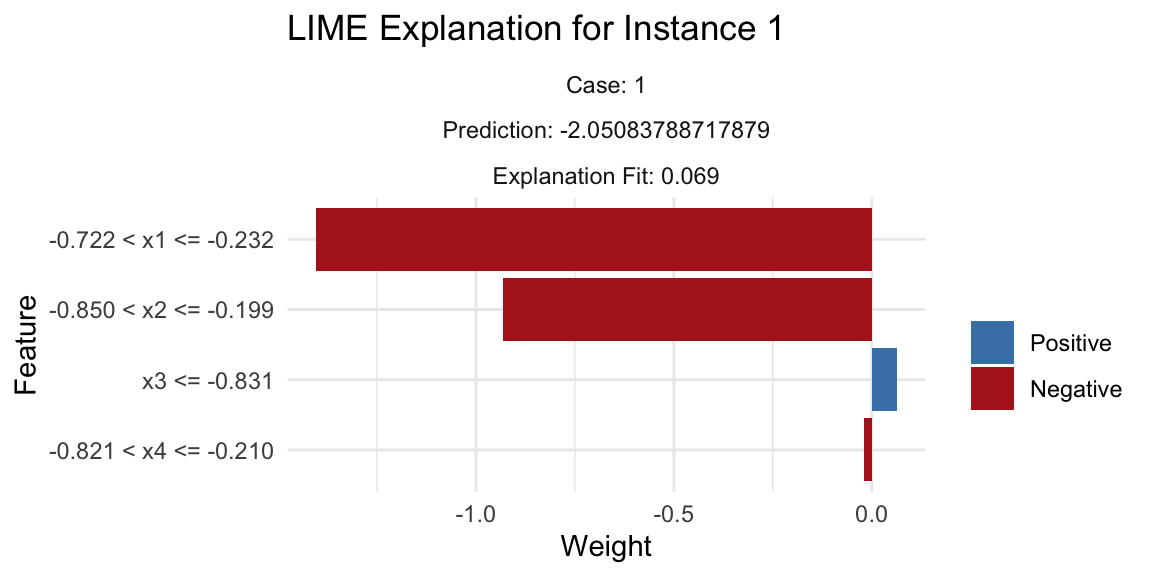 LIME Explanation for Instance 1
Case: 1
Prediction: -2.05083788717879
Explanation Fit: 0.069
-0.722 < x1 <= -0.232
-0.850 < x2 <= -0.199
x3 <= -0.831
-0.821 < x4 <= -0.210
Feature
-1.0 -0.5 0.0
Weight
Positive
Negative